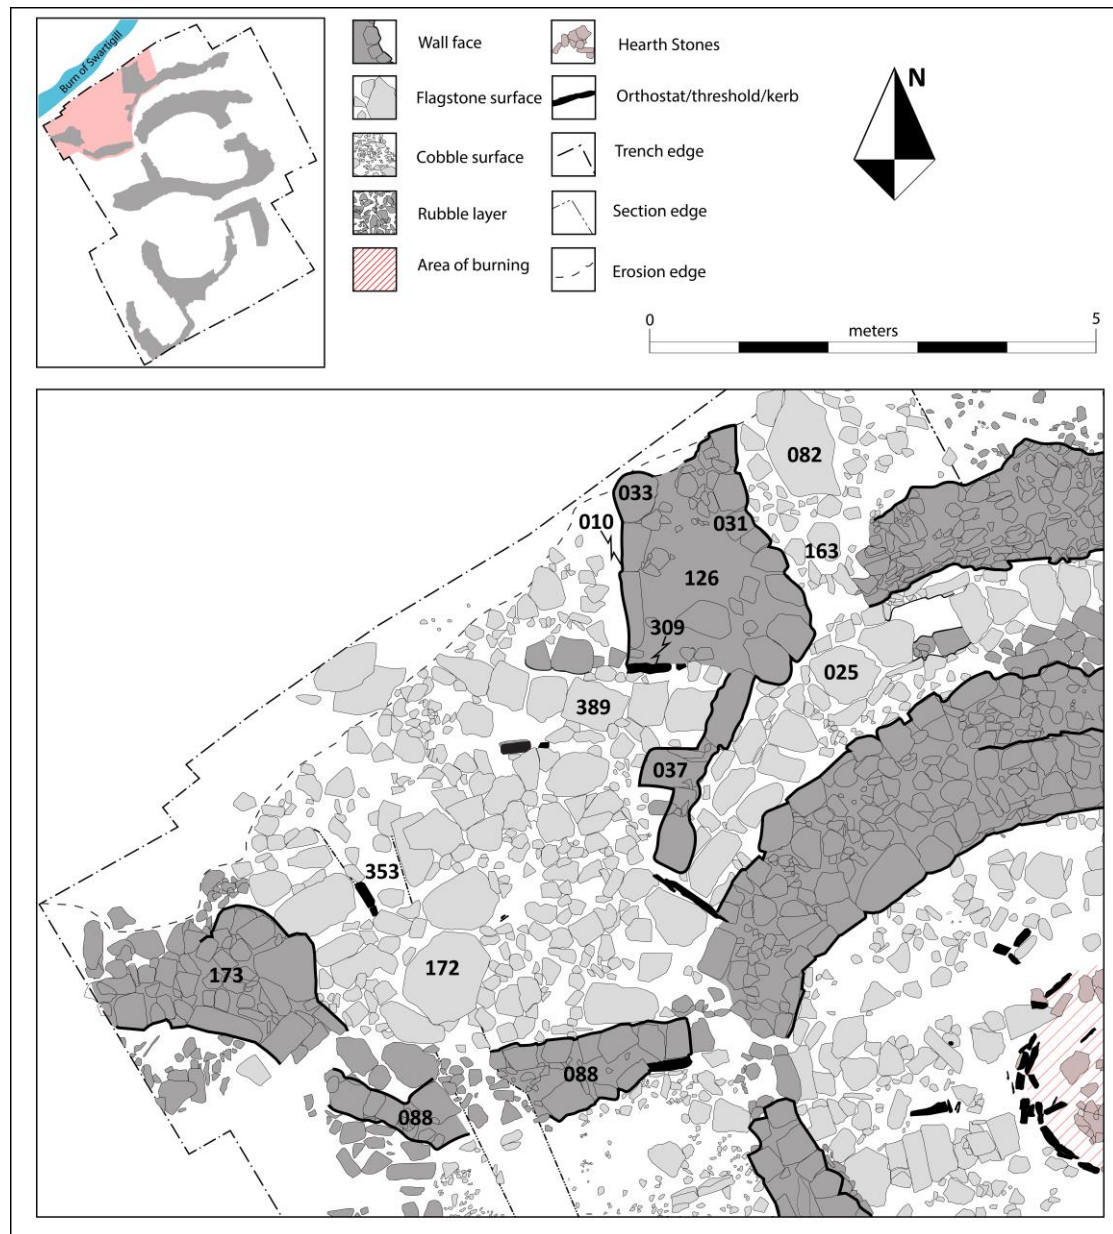 Burn of Swartigill
Wall face
Flagstone surface
Cobble surface
Rubble layer
Area of burning
Hearth Stones
Orthostat/threshold/kerb
Trench edge
Section edge
Erosion edge
N
0
meters
5
082
033
010
031
163
126
309
025
389
037
353
173
172
088
088